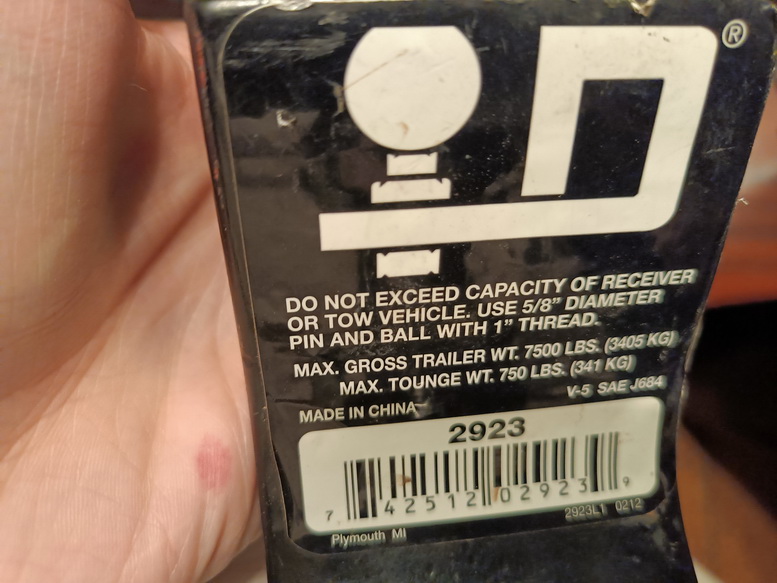 ®
DO NOT EXCEED CAPACITY OF RECEIVER
OR TOW VEHICLE. USE 5/8" DIAMETER
PIN AND BALL WITH 1" THREAD.
MAX. GROSS TRAILER WT. 7500 LBS. (3405 KG)
MAX. TOUNGE WT. 750 LBS. (341 KG)
V-5 SAE J684
MADE IN CHINA
2923
7 42512 02923 9
2923L1 0212
Plymouth MI